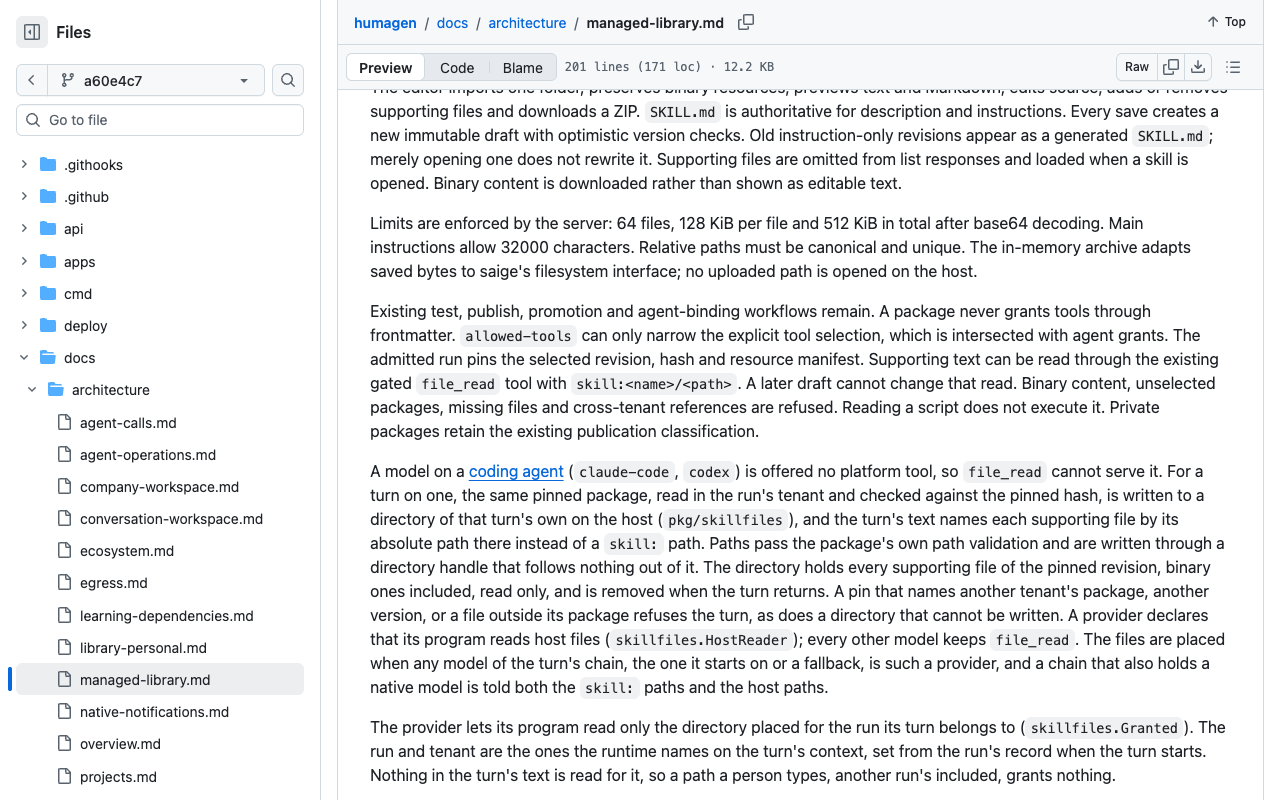 Files
humagen / docs / architecture / managed-library.md
Top
a60e4c7
Preview
Code
Blame
201 lines (171 loc) · 12.2 KB
Raw
Go to file
.githooks
.github
api
apps
cmd
deploy
docs
architecture
agent-calls.md
agent-operations.md
company-workspace.md
conversation-workspace.md
ecosystem.md
egress.md
learning-dependencies.md
library-personal.md
managed-library.md
native-notifications.md
overview.md
projects.md
The editor imports one folder, preserves binary resources, previews text and Markdown, edits source, adds or removes
supporting files and downloads a ZIP. SKILL.md is authoritative for description and instructions. Every save creates a
new immutable draft with optimistic version checks. Old instruction-only revisions appear as a generated SKILL.md;
merely opening one does not rewrite it. Supporting files are omitted from list responses and loaded when a skill is
opened. Binary content is downloaded rather than shown as editable text.
Limits are enforced by the server: 64 files, 128 KiB per file and 512 KiB in total after base64 decoding. Main
instructions allow 32000 characters. Relative paths must be canonical and unique. The in-memory archive adapts
saved bytes to saige's filesystem interface; no uploaded path is opened on the host.
Existing test, publish, promotion and agent-binding workflows remain. A package never grants tools through
frontmatter. allowed-tools can only narrow the explicit tool selection, which is intersected with agent grants. The
admitted run pins the selected revision, hash and resource manifest. Supporting text can be read through the existing
gated file_read tool with skill:<name>/<path>. A later draft cannot change that read. Binary content, unselected
packages, missing files and cross-tenant references are refused. Reading a script does not execute it. Private
packages retain the existing publication classification.
A model on a coding agent (claude-code, codex) is offered no platform tool, so file_read cannot serve it. For a
turn on one, the same pinned package, read in the run's tenant and checked against the pinned hash, is written to a
directory of that turn's own on the host (pkg/skillfiles), and the turn's text names each supporting file by its
absolute path there instead of a skill: path. Paths pass the package's own path validation and are written through a
directory handle that follows nothing out of it. The directory holds every supporting file of the pinned revision, binary
ones included, read only, and is removed when the turn returns. A pin that names another tenant's package, another
version, or a file outside its package refuses the turn, as does a directory that cannot be written. A provider declares
that its program reads host files (skillfiles.HostReader); every other model keeps file_read. The files are placed
when any model of the turn's chain, the one it starts on or a fallback, is such a provider, and a chain that also holds a
native model is told both the skill: paths and the host paths.
The provider lets its program read only the directory placed for the run its turn belongs to (skillfiles.Granted). The
run and tenant are the ones the runtime names on the turn's context, set from the run's record when the turn starts.
Nothing in the turn's text is read for it, so a path a person types, another run's included, grants nothing.